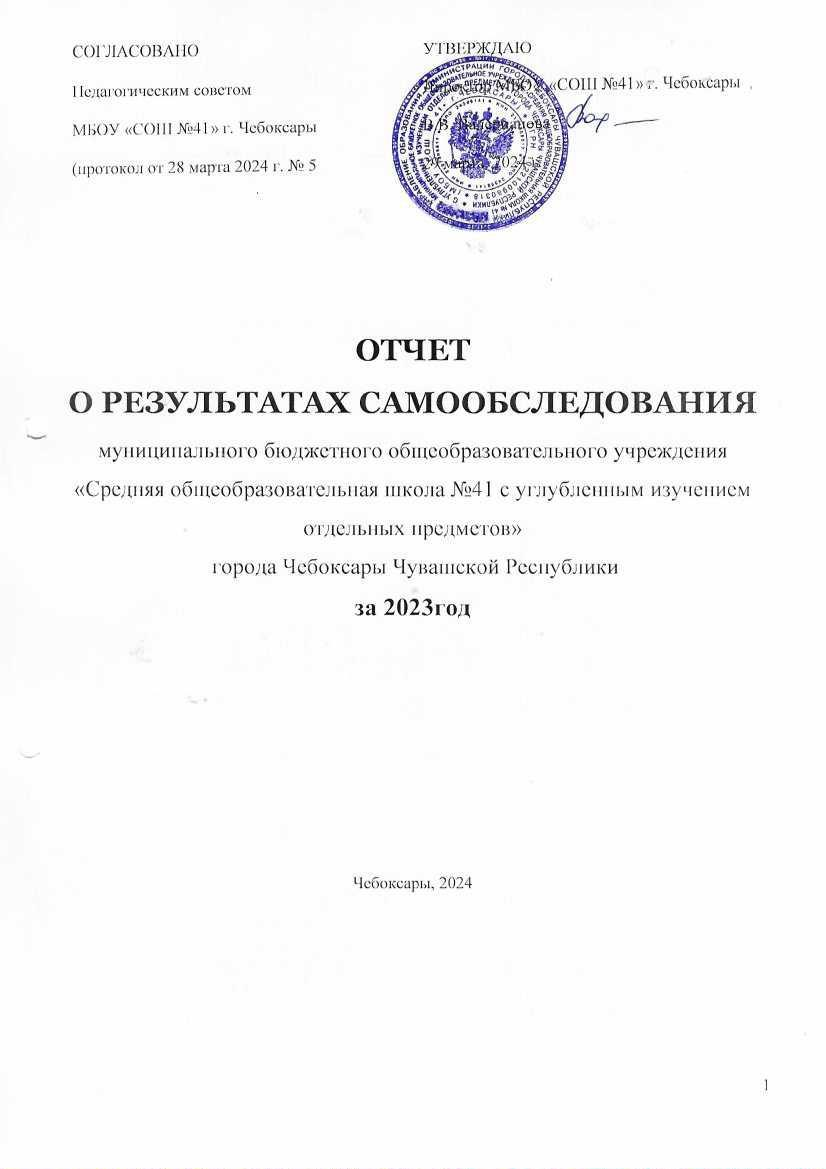 СОГЛАСОВАНО
Педагогическим советом
МБОУ «СОШ №41» г. Чебоксары
(протокол от 28 марта 2024 г. № 5
УТВЕРЖДАЮ
Директор МБОУ «СОШ №41» г. Чебоксары
ОТЧЕТ
О РЕЗУЛЬТАТАХ САМООБСЛЕДОВАНИЯ
муниципального бюджетного общеобразовательного учреждения
«Средняя общеобразовательная школа №41 с углубленным изучением
отдельных предметов»
города Чебоксары Чувашской Республики
за 2023год
Чебоксары, 2024
1